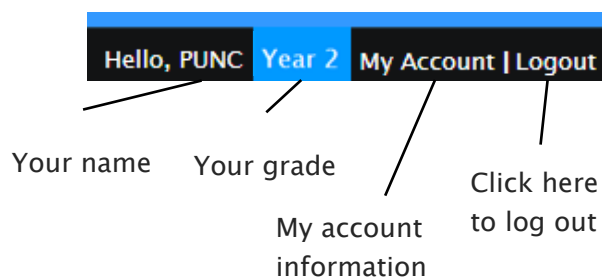 Hello, PUNC Year 2 My Account | Logout
Your name
Your grade
My account
information
Click here
to log out